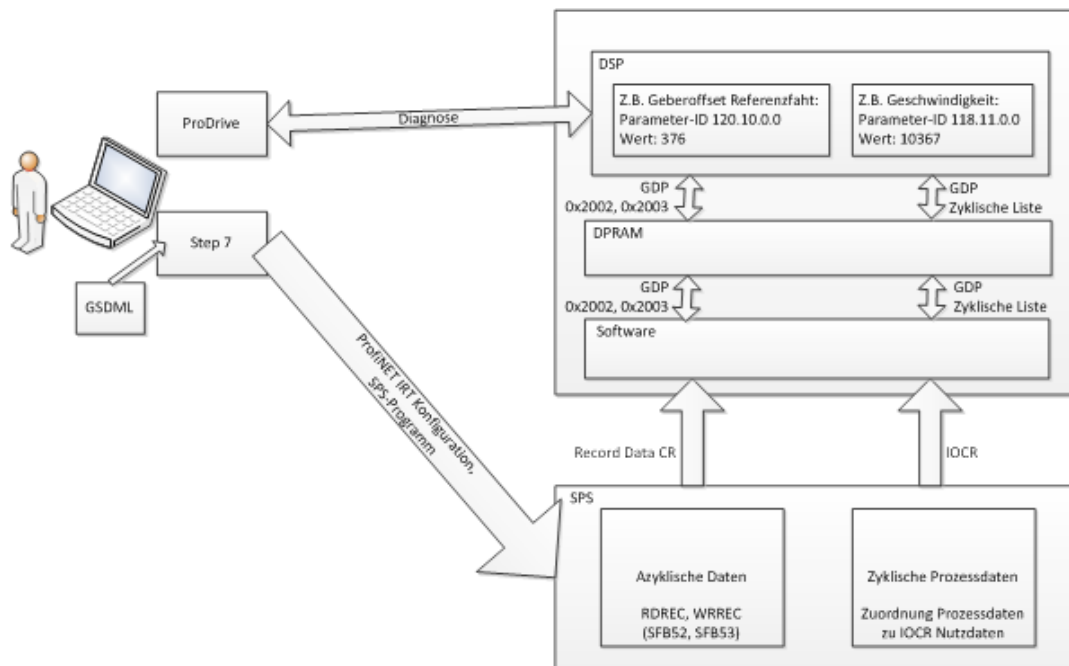 DSP
Z.B. Geberoffset Referenzfaht:
Parameter-ID 120.10.0.0
Wert: 376
Z.B. Geschwindigkeit:
Parameter-ID 118.11.0.0
Wert: 10367
ProDrive
Diagnose
GDP
0x2002, 0x2003
GDP
Zyklische Liste
DPRAM
Step 7
GSDML
GDP
0x2002, 0x2003
GDP
Zyklische Liste
Software
ProfiNET IRT Konfiguration,
SPS-Programm
Record Data CR
IOCR
SPS
Azyklische Daten
RDREC, WRREC
(SFB52, SFB53)
Zyklische Prozessdaten
Zuordnung Prozessdaten
zu IOCR Nutzdaten